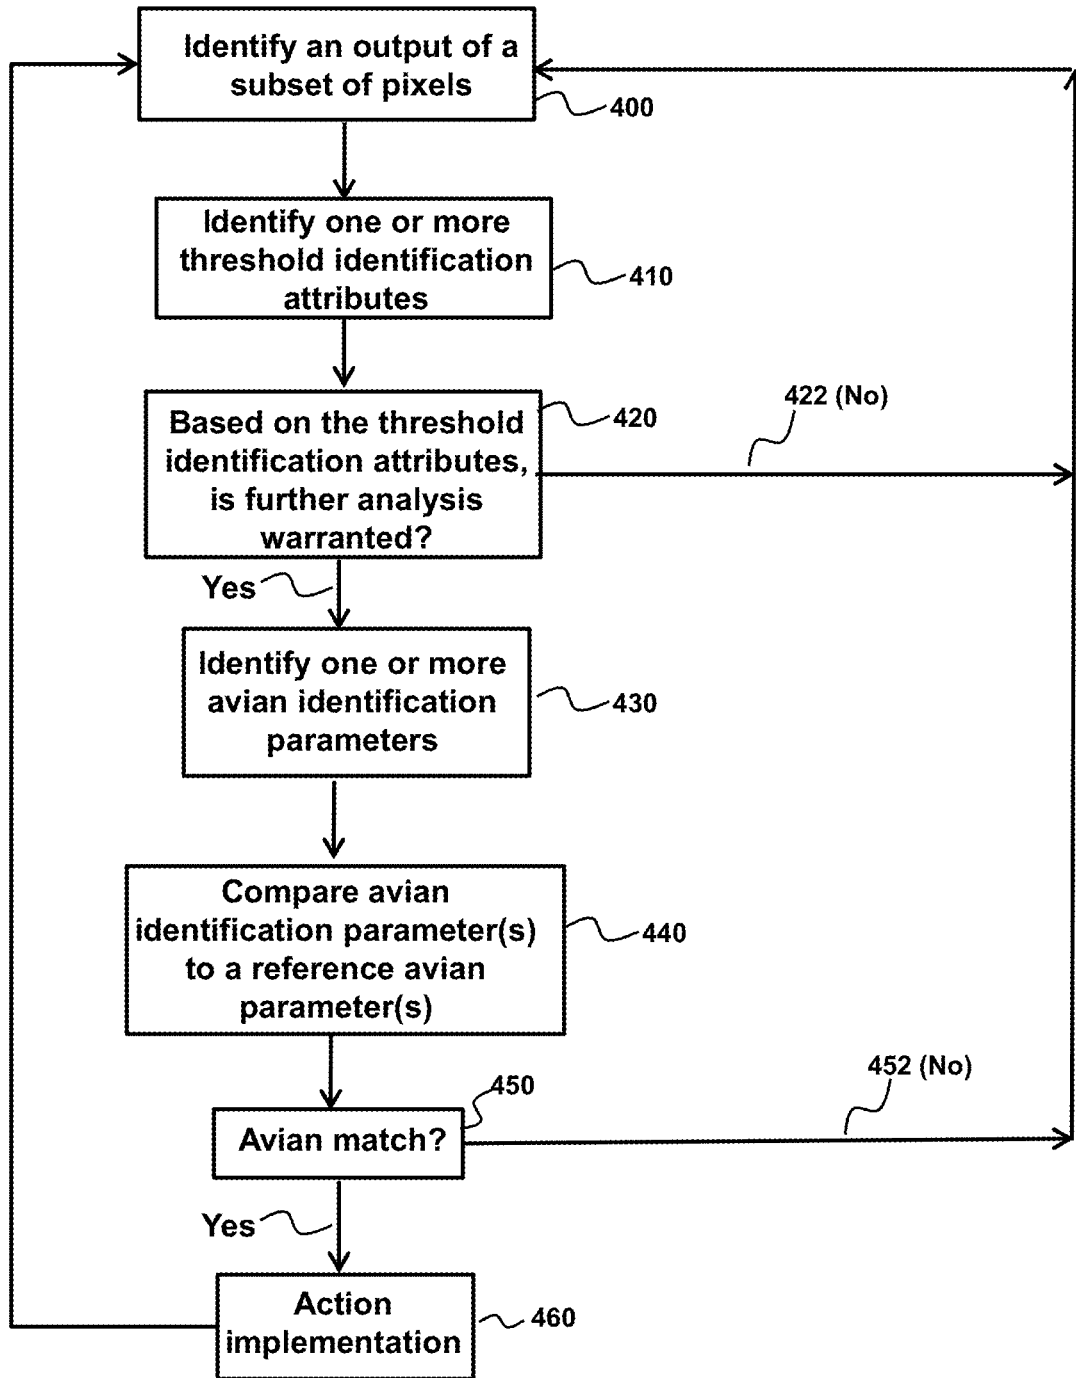 Identify an output of a
subset of pixels
400
Identify one or more
threshold identification
attributes
410
Based on the threshold
identification attributes,
is further analysis
warranted?
420
422 (No)
Yes
Identify one or more
avian identification
parameters
430
Compare avian
identification parameter(s)
to a reference avian
parameter(s)
440
450
452 (No)
Avian match?
Yes
Action
implementation
460